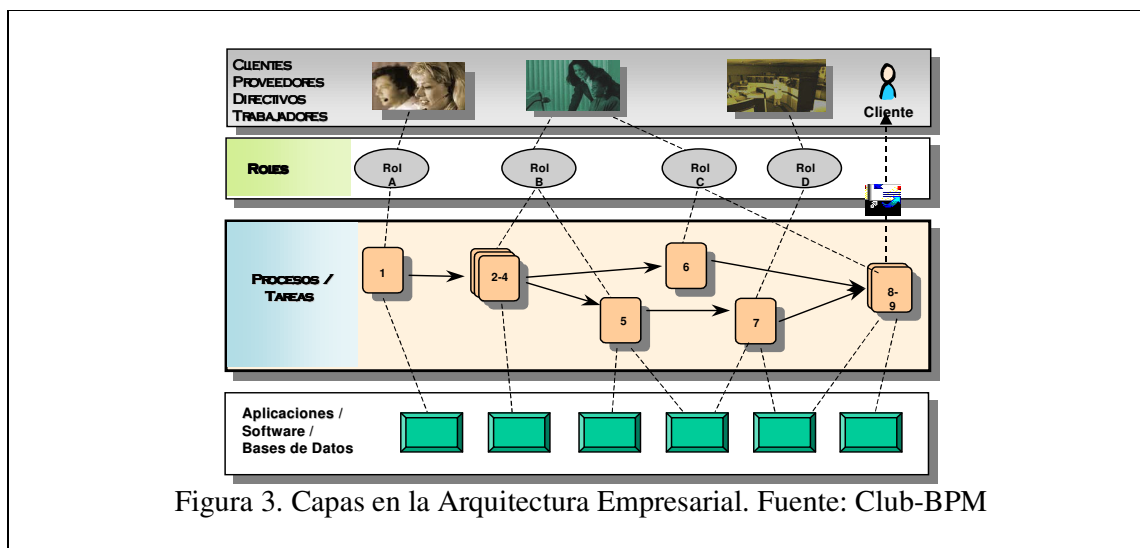 CLIENTES
PROVEEDORES
DIRECTIVOS
TRABAJADORES
Cliente
ROLES
Rol
A
Rol
B
Rol
C
Rol
D
PROCESOS /
TAREAS
1
2-4
6
8-
9
5
7
Aplicaciones /
Software /
Bases de Datos
Figura 3. Capas en la Arquitectura Empresarial. Fuente: Club-BPM